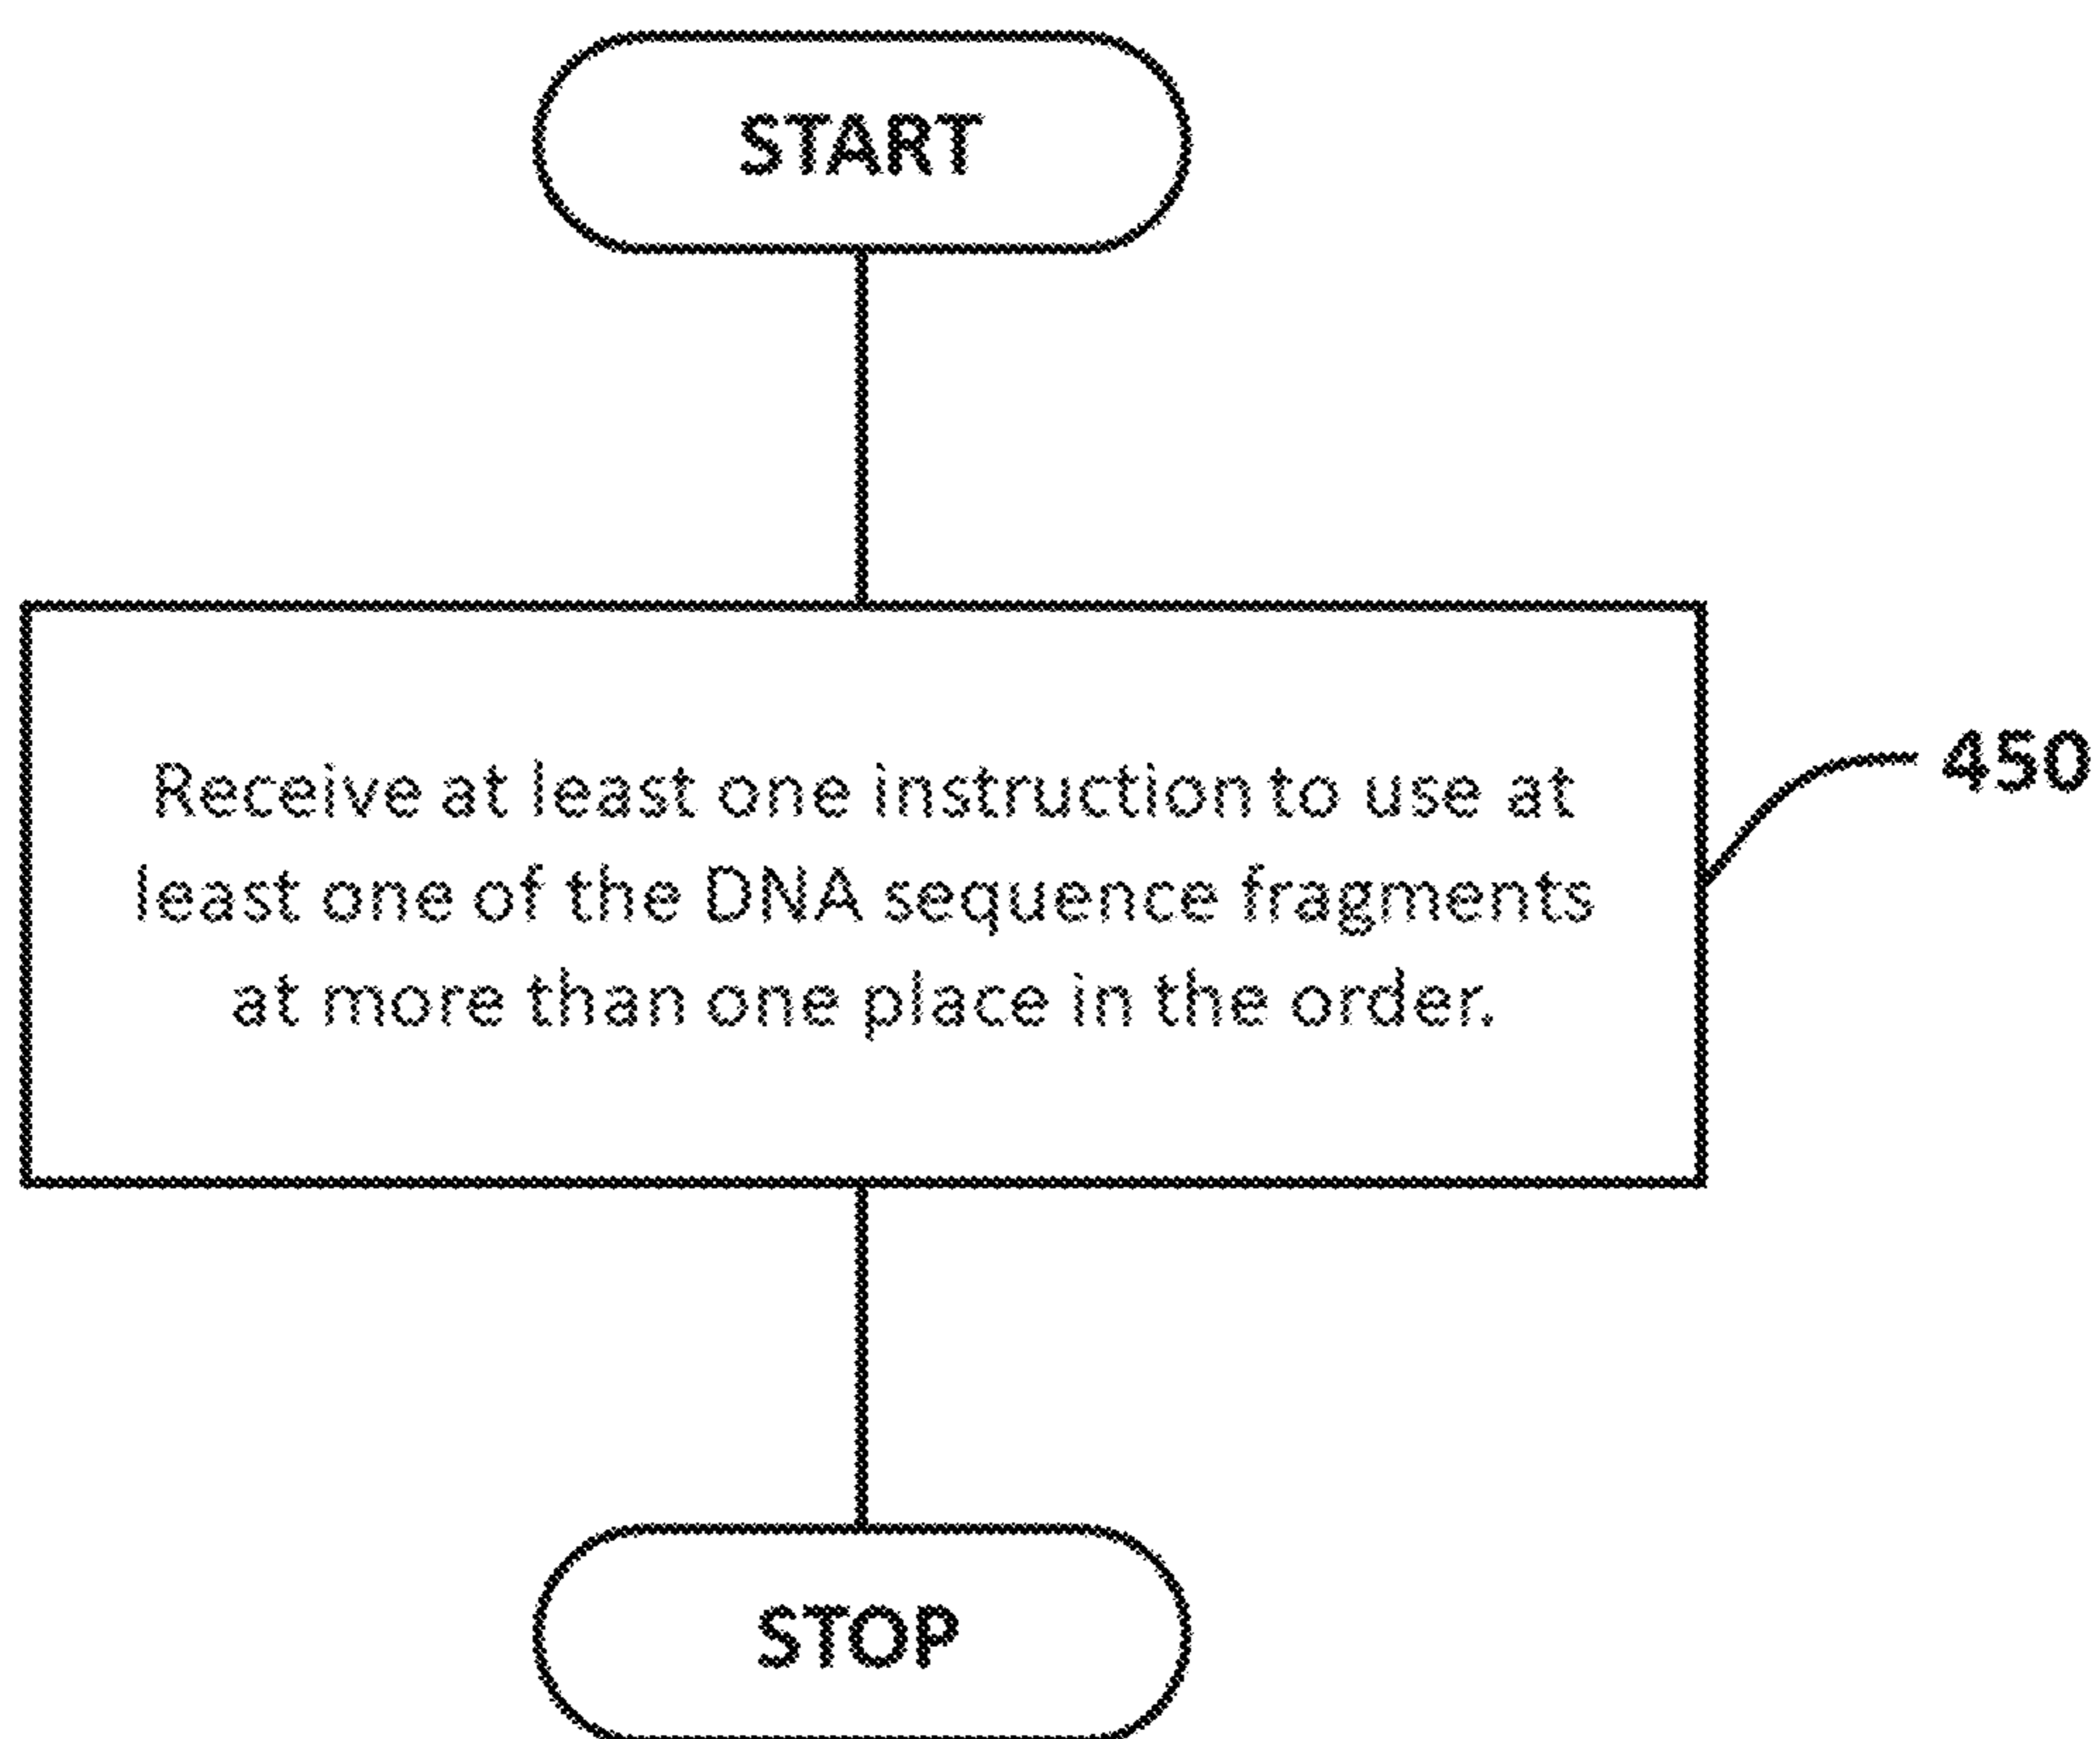 START
Receive at least one instruction to use at
least one of the DNA sequence fragments
at more than one place in the order.
450
STOP